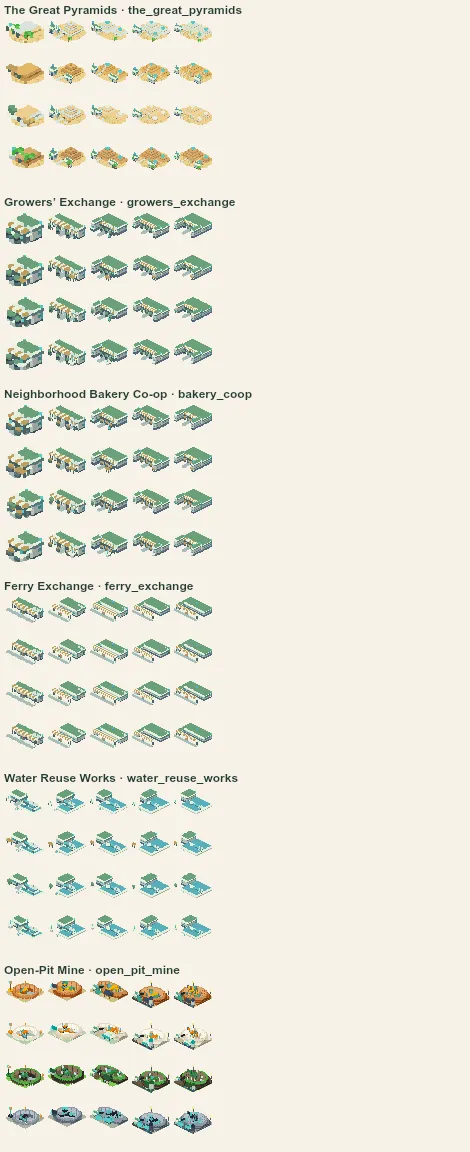 The Great Pyramids · the_great_pyramids
Growers' Exchange · growers_exchange
Neighborhood Bakery Co-op · bakery_coop
Ferry Exchange · ferry_exchange
Water Reuse Works · water_reuse_works
Open-Pit Mine · open_pit_mine